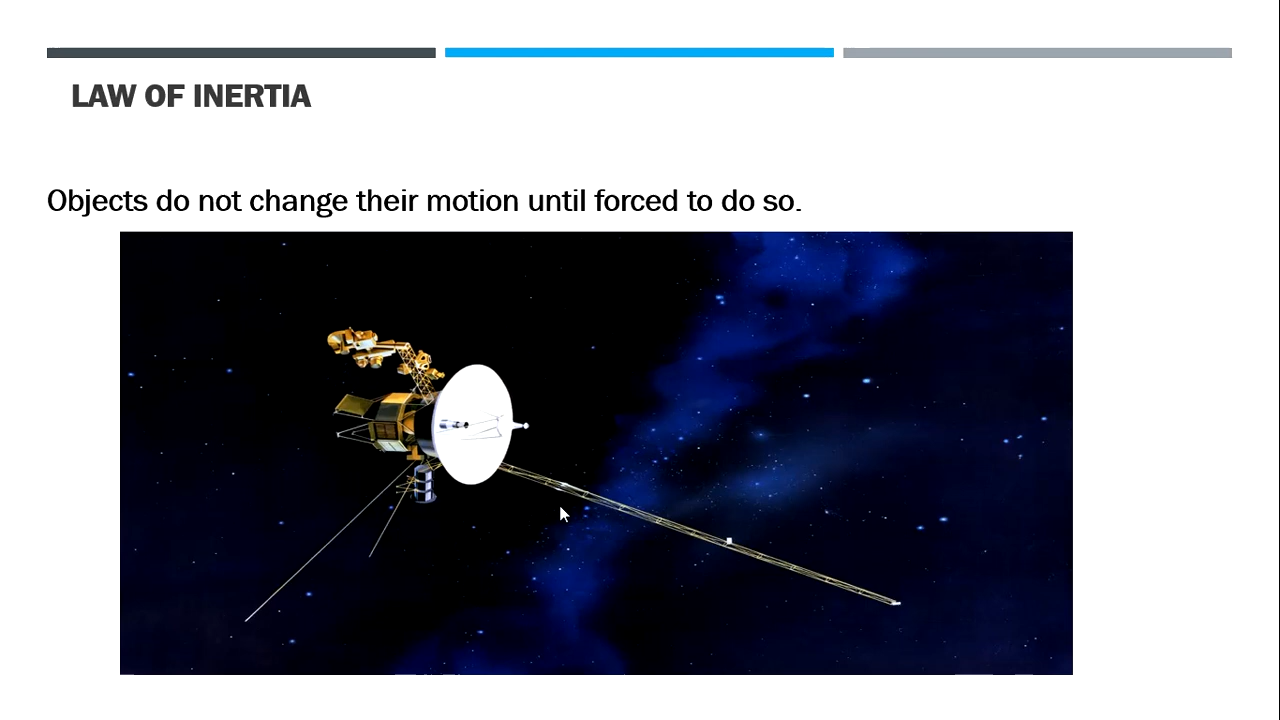 LAW OF INERTIA
Objects do not change their motion until forced to do so.